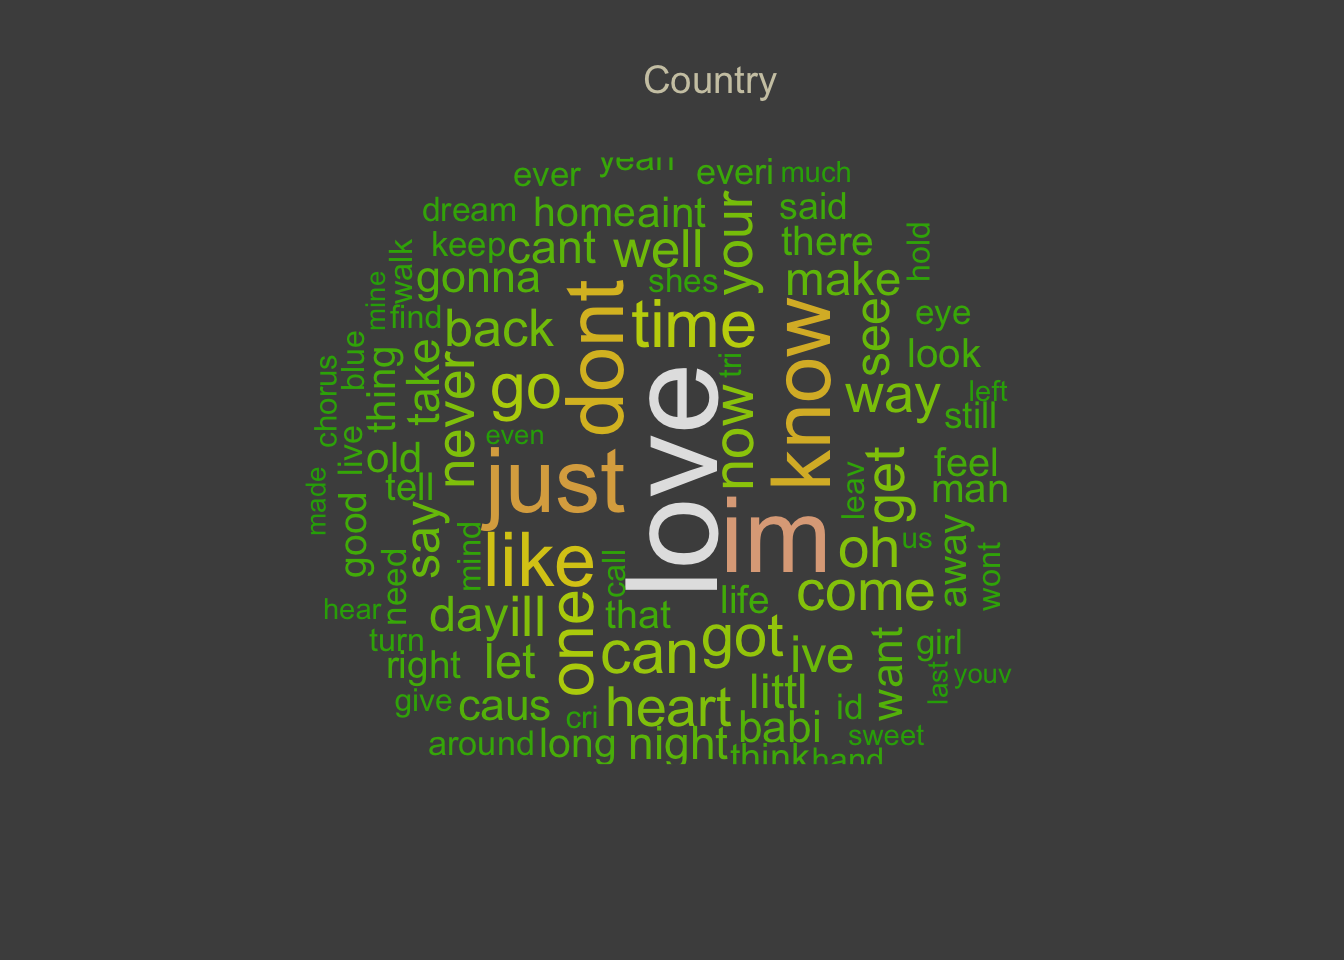 Country
yeah
ever
everi
much
dream
home
aint
your
said
keep
cant
well
there
hold
walk
gonna
shes
make
mine
find
back
dont
time
know
see
eye
blue
thing
take
never
go
love
tri
look
chorus
way
left
still
live
old
even
just
now
get
feel
made
tell
leav
man
good
say
mind
like
call
im
oh
us
away
wont
need
hear
day
ill
one
that
life
come
turn
right
let
can
got
ive
want
girl
last
youv
give
caus
cri
heart
littl
id
babi
sweet
around
long
night
think
hand